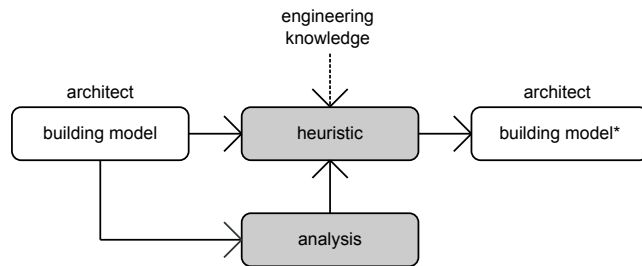 engineering
knowledge
architect
architect
building model
heuristic
building model*
analysis